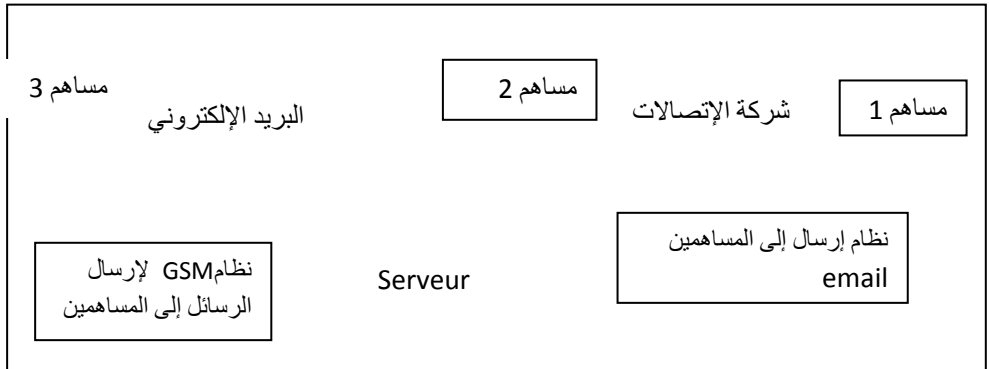 مساهم 1
شركة الإتصالات
مساهم 2
البريد الإلكتروني
مساهم 3
نظام إرسال إلى المساهمين
email
Serveur
نظامGSM لإرسال
الرسائل إلى المساهمين